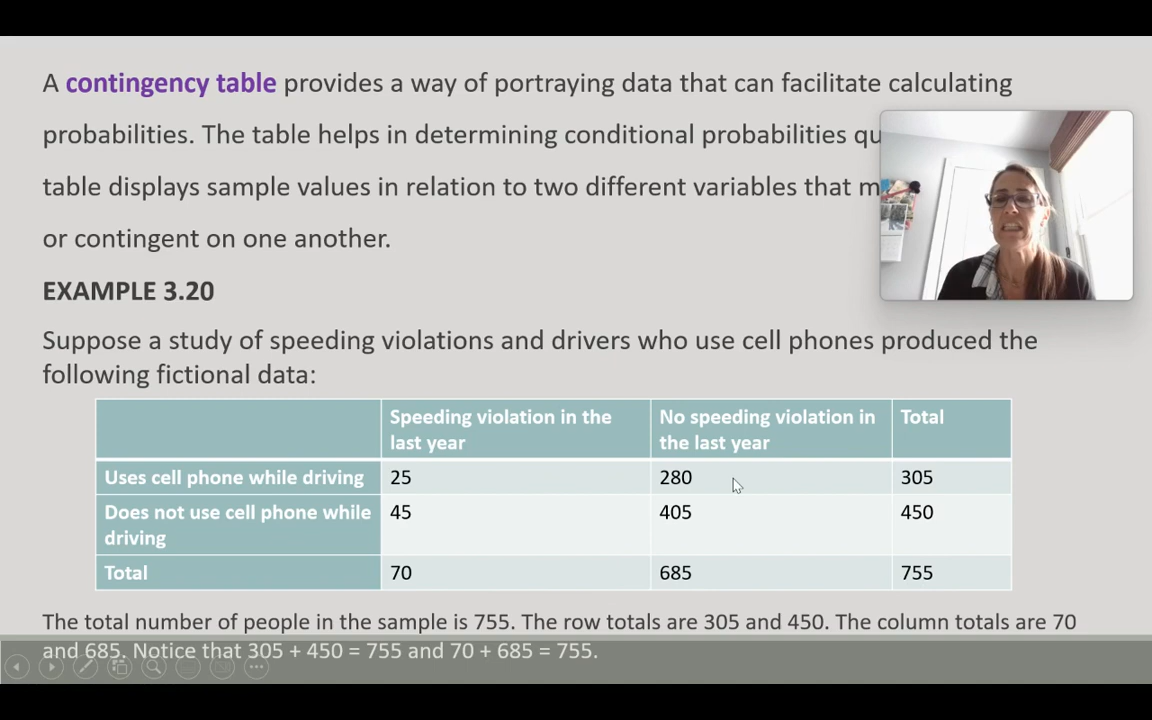 A contingency table provides a way of portraying data that can facilitate calculating
probabilities. The table helps in determining conditional probabilities qu
table displays sample values in relation to two different variables that m
or contingent on one another.
EXAMPLE 3.20
Suppose a study of speeding violations and drivers who use cell phones produced the
following fictional data:
Speeding violation in the last year No speeding violation in the last year Total
Uses cell phone while driving 25 280 305
Does not use cell phone while driving 45 405 450
Total 70 685 755
The total number of people in the sample is 755. The row totals are 305 and 450. The column totals are 70
and 685. Notice that 305 + 450 = 755 and 70 + 685 = 755.